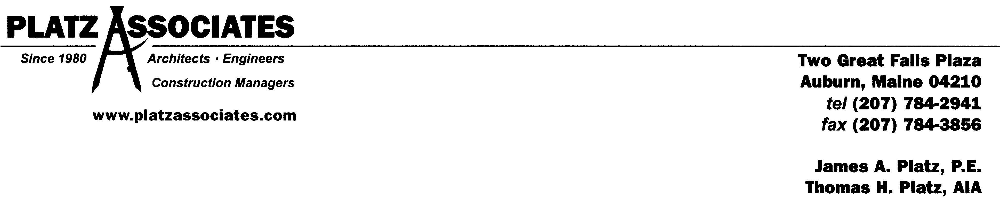 PLATZ ASSOCIATES
Since 1980
Architects · Engineers
Construction Managers
www.platzassociates.com
Two Great Falls Plaza
Auburn, Maine 04210
tel (207) 784-2941
fax (207) 784-3856
James A. Platz, P.E.
Thomas H. Platz, AIA